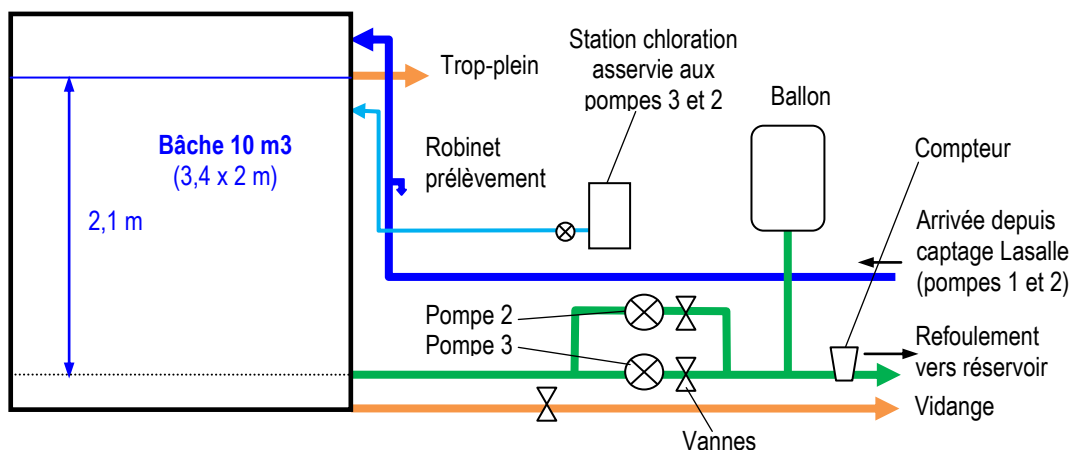 Station chloration
asservie aux
pompes 3 et 2
Trop-plein
Ballon
Bâche 10 m3
(3,4 x 2 m)
Robinet
prélèvement
Compteur
2,1 m
Arrivée depuis
captage Lasalle
(pompes 1 et 2)
Pompe 2
Pompe 3
Refoulement
vers réservoir
Vidange
Vannes